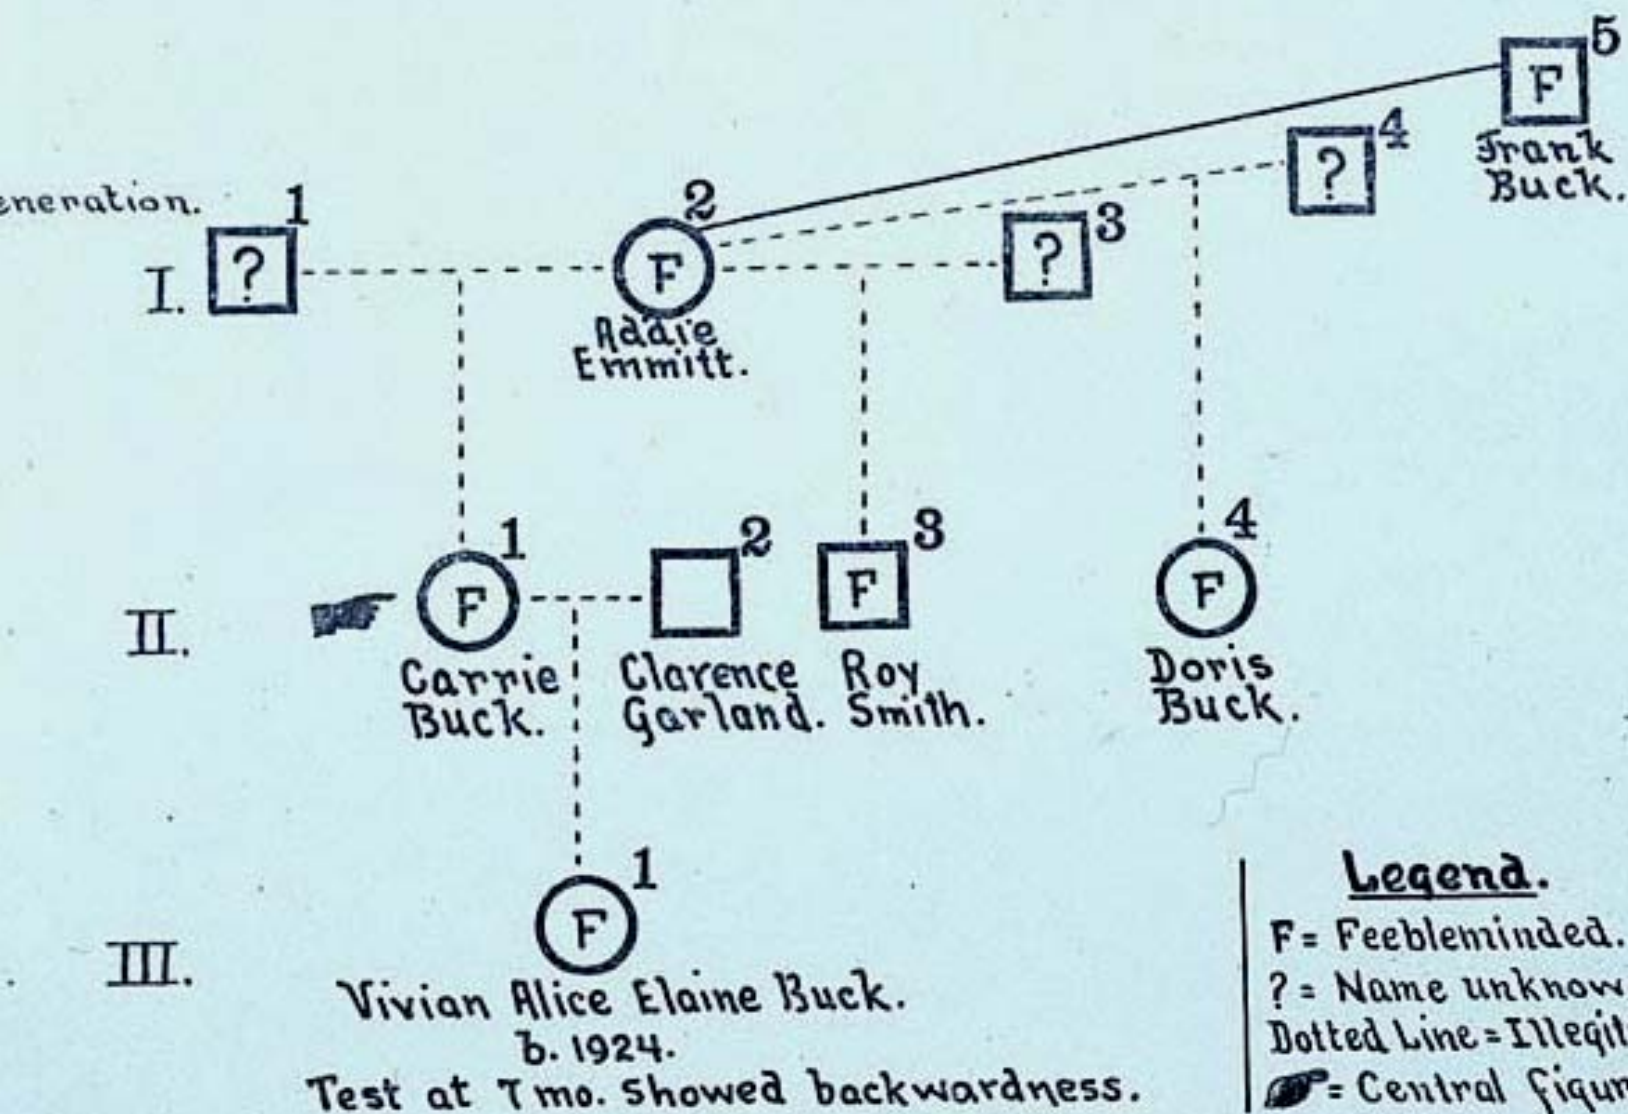 5
F
Frank
Buck.
4
?
eneration.
1
2
3
I.
?
F
?
Addie
Emmitt.
1
2
3
4
II.
F
F
F
Carrie
Buck.
Clarence
Garland.
Roy
Smith.
Doris
Buck.
1
III.
F
Vivian Alice Elaine Buck.
b. 1924.
Test at 7 mo. Showed backwardness.
Legend.
F = Feebleminded.
? = Name unknow
Dotted Line = Illegit
= Central figur